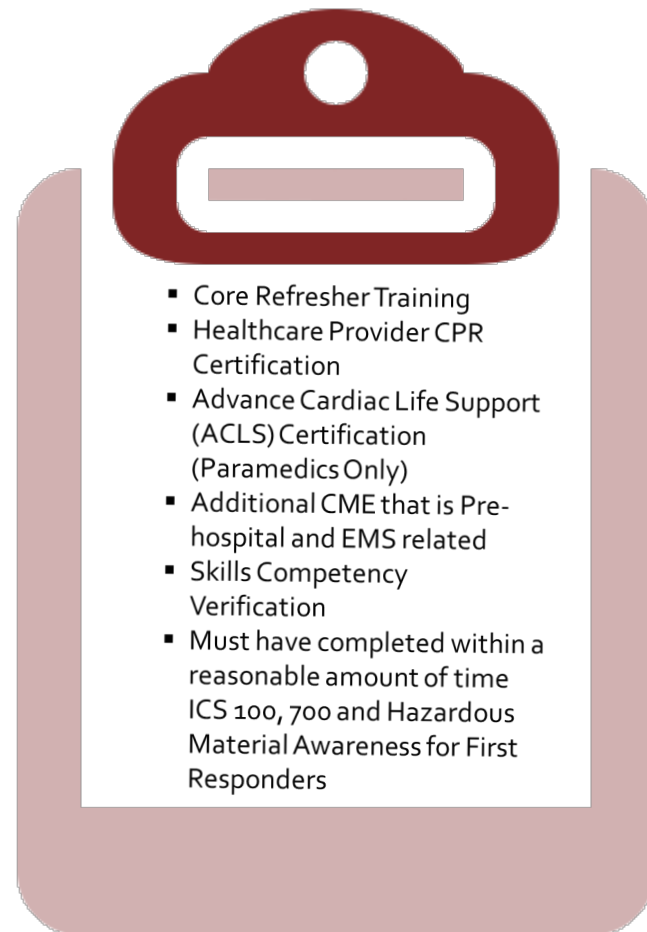 ▪ Core Refresher Training
▪ Healthcare Provider CPR
Certification
▪ Advance Cardiac Life Support
(ACLS) Certification
(Paramedics Only)
▪ Additional CME that is Pre-
hospital and EMS related
▪ Skills Competency
Verification
▪ Must have completed within a
reasonable amount of time
ICS 100, 700 and Hazardous
Material Awareness for First
Responders